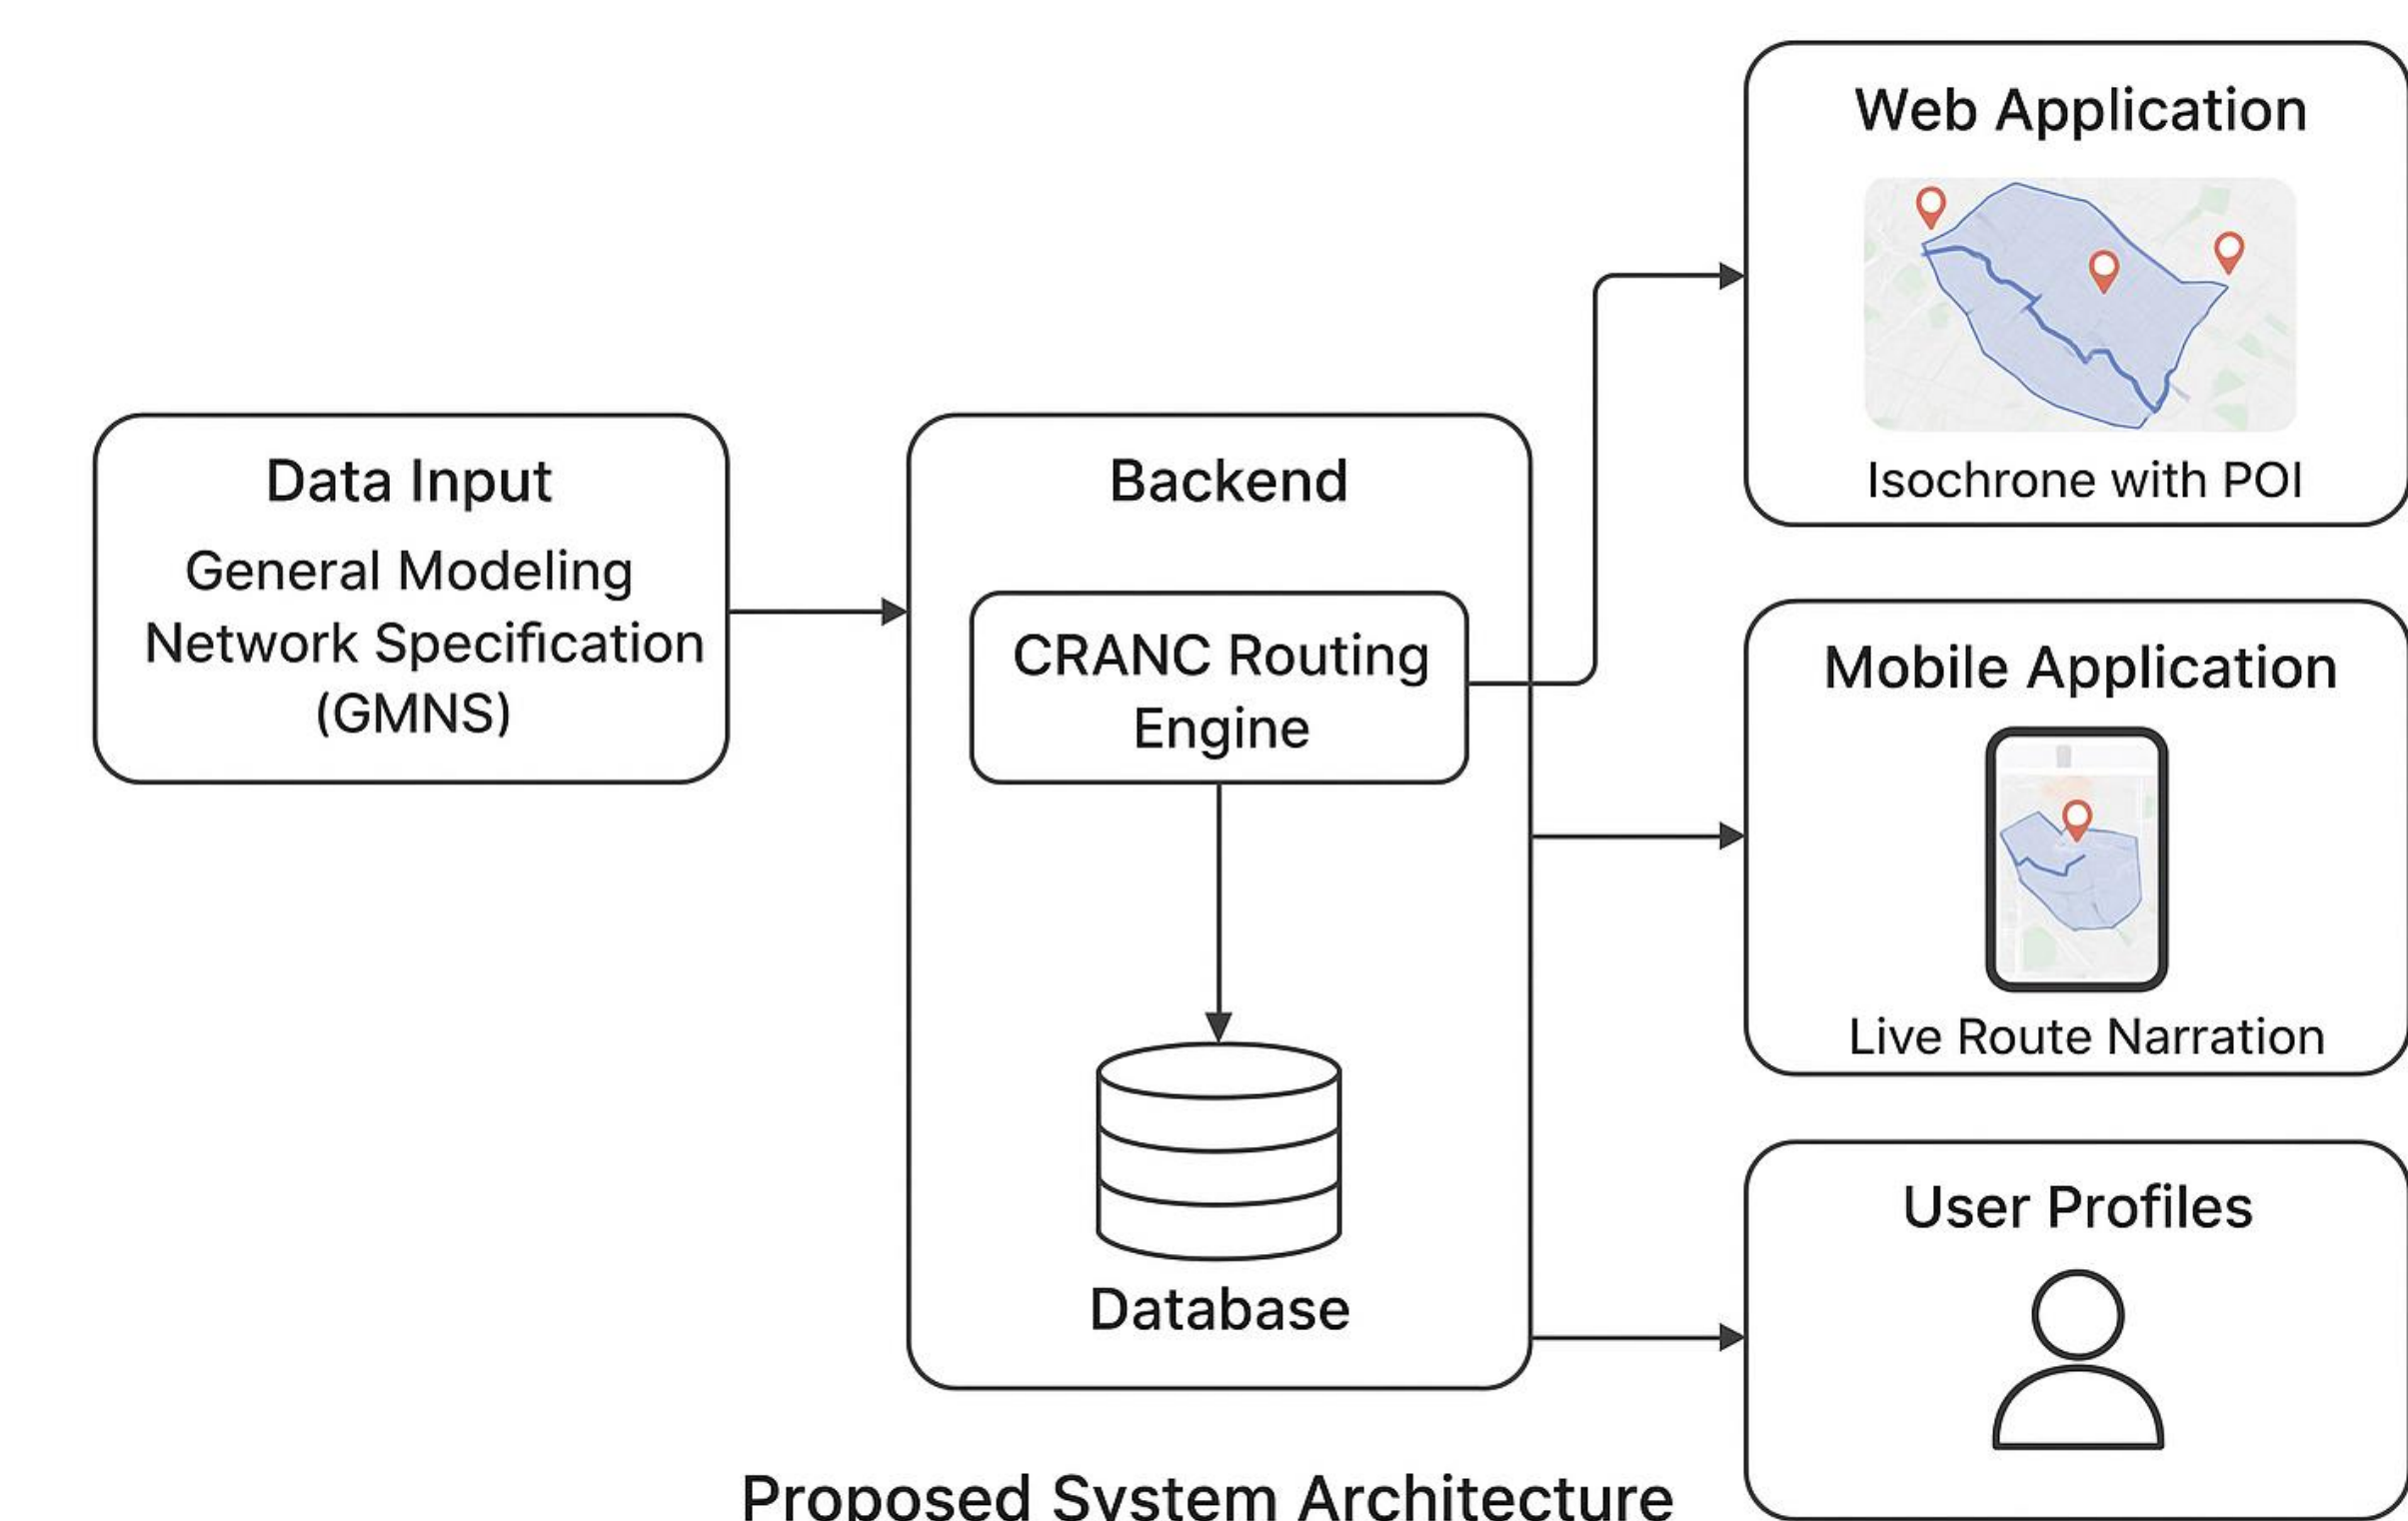 Data Input
General Modeling
Network Specification
(GMNS)
Backend
CRANC Routing
Engine
Database
Web Application
Isochrone with POI
Mobile Application
Live Route Narration
User Profiles
Proposed System Architecture